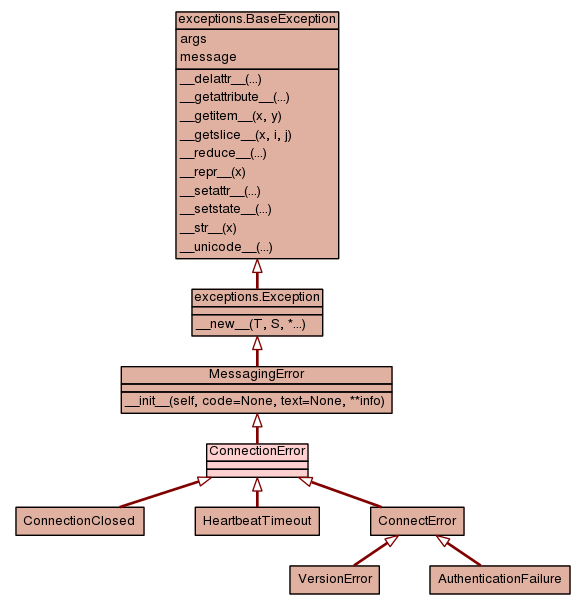 exceptions.BaseException
args
message
__delattr__(...)
__getattribute__(...)
__getitem__(x, y)
__getslice__(x, i, j)
__reduce__(...)
__repr__(x)
__setattr__(...)
__setstate__(...)
__str__(x)
__unicode__(...)
exceptions.Exception
__new__(T, S, *...)
MessagingError
__init__(self, code=None, text=None, **info)
ConnectionError
ConnectionClosed
HeartbeatTimeout
ConnectError
VersionError
AuthenticationFailure